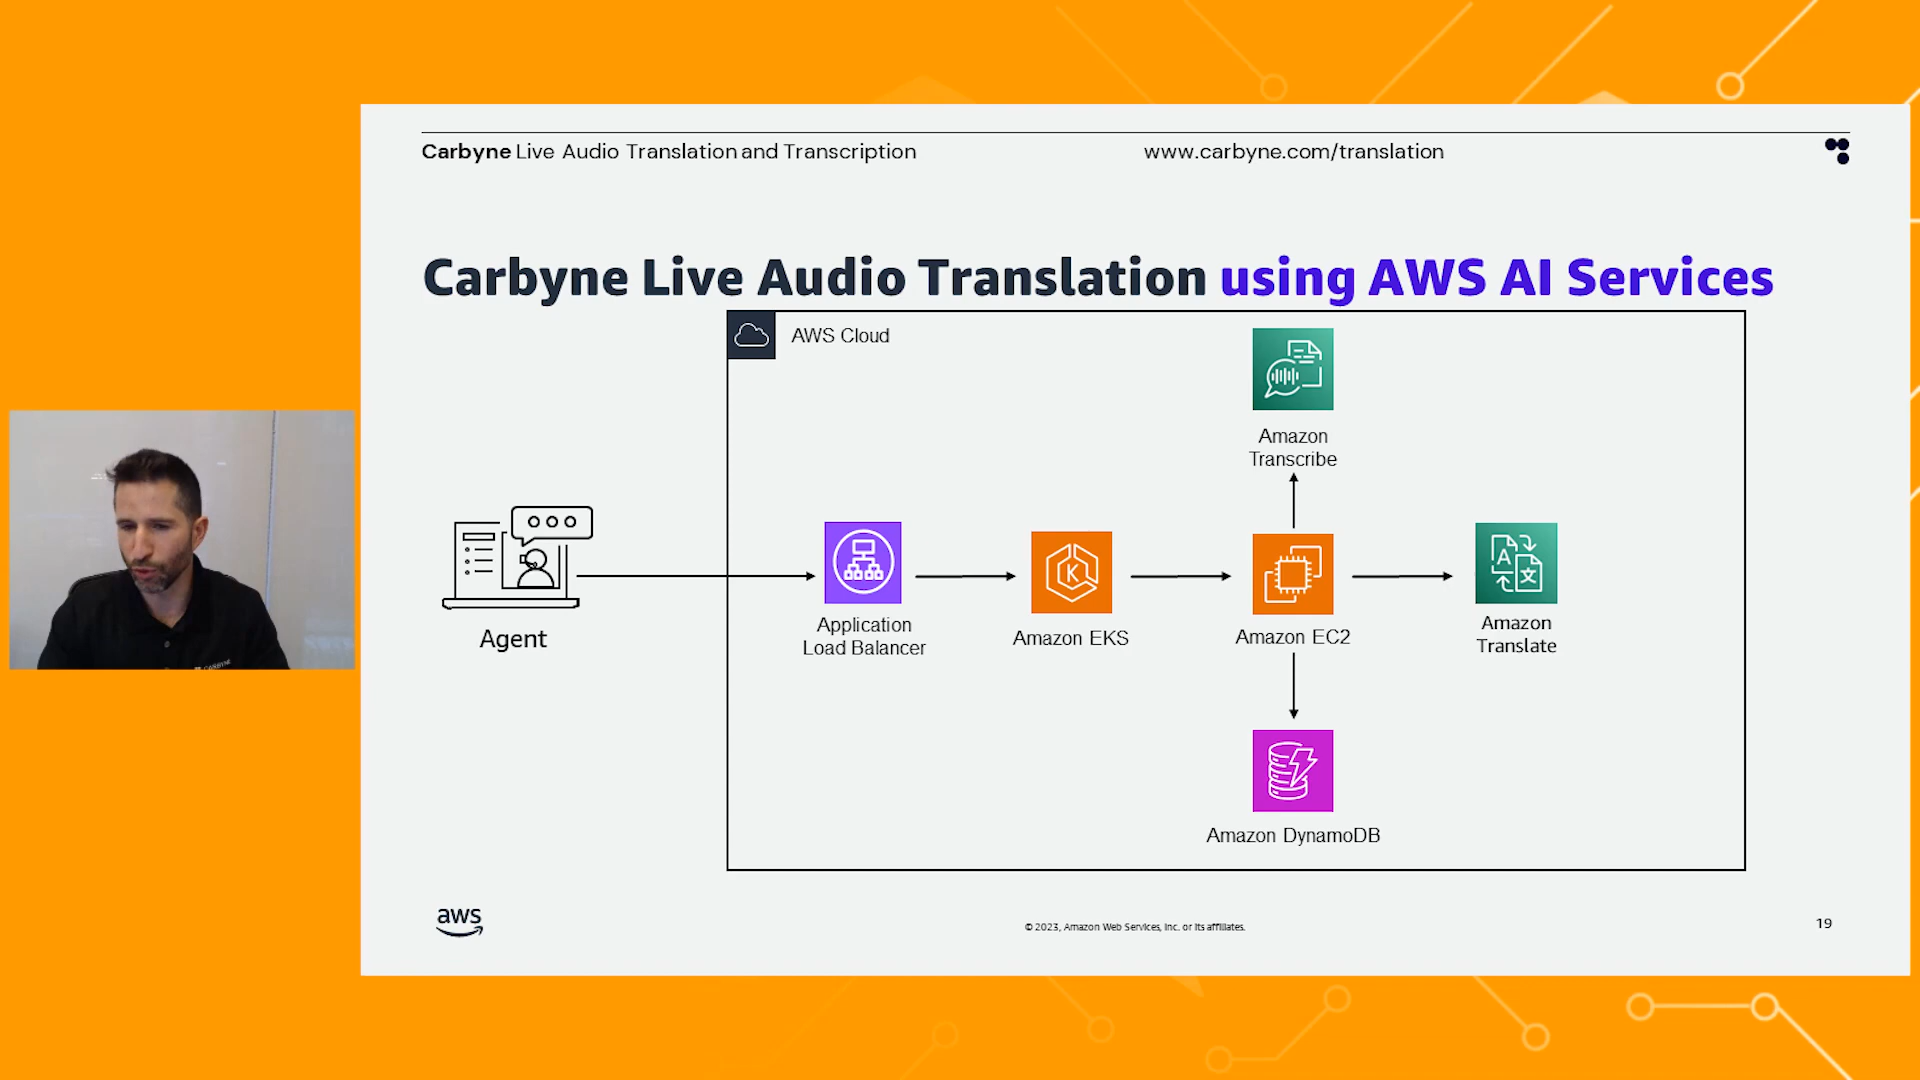 Carbyne Live Audio Translation and Transcription
www.carbyne.com/translation
Carbyne Live Audio Translation using AWS AI Services
AWS Cloud
Amazon
Transcribe
Agent
Application
Load Balancer
Amazon EKS
Amazon EC2
Amazon
Translate
Amazon DynamoDB
aws
© 2023, Amazon Web Services, Inc. or its affiliates.
19
CARBYNE